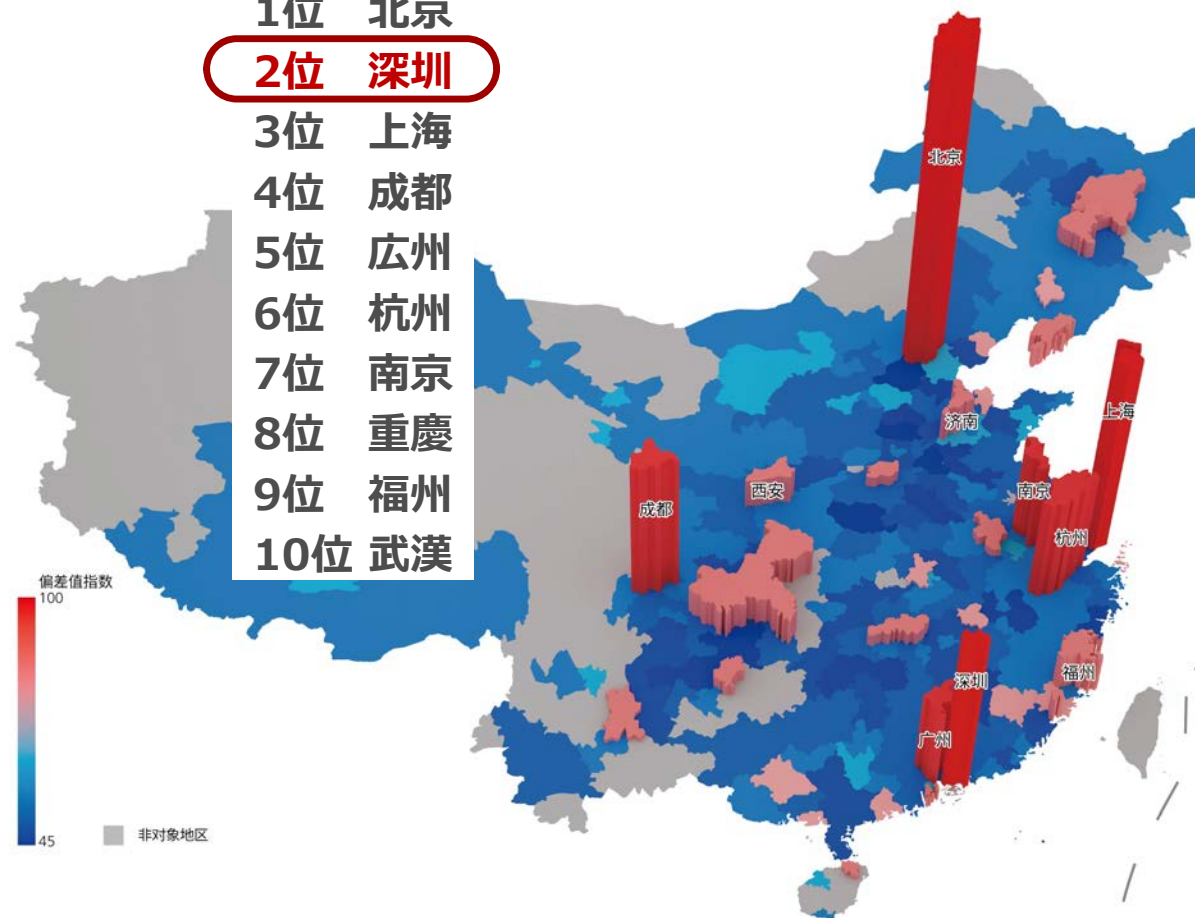 1位 北京
2位 深圳
3位 上海
4位 成都
5位 広州
6位 杭州
7位 南京
8位 重慶
9位 福州
10位 武漢
北京
上海
济南
南京
西安
成都
杭州
深圳
福州
广州
偏差值指数
100
45
非对象地区